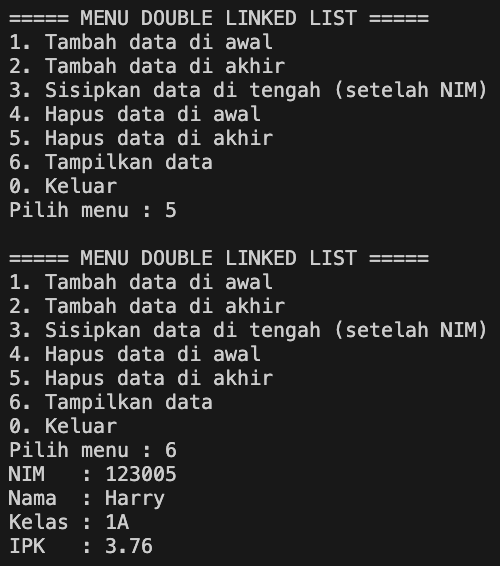 ===== MENU DOUBLE LINKED LIST =====
1. Tambah data di awal
2. Tambah data di akhir
3. Sisipkan data di tengah (setelah NIM)
4. Hapus data di awal
5. Hapus data di akhir
6. Tampilkan data
0. Keluar
Pilih menu : 5

===== MENU DOUBLE LINKED LIST =====
1. Tambah data di awal
2. Tambah data di akhir
3. Sisipkan data di tengah (setelah NIM)
4. Hapus data di awal
5. Hapus data di akhir
6. Tampilkan data
0. Keluar
Pilih menu : 6
NIM   : 123005
Nama  : Harry
Kelas : 1A
IPK   : 3.76